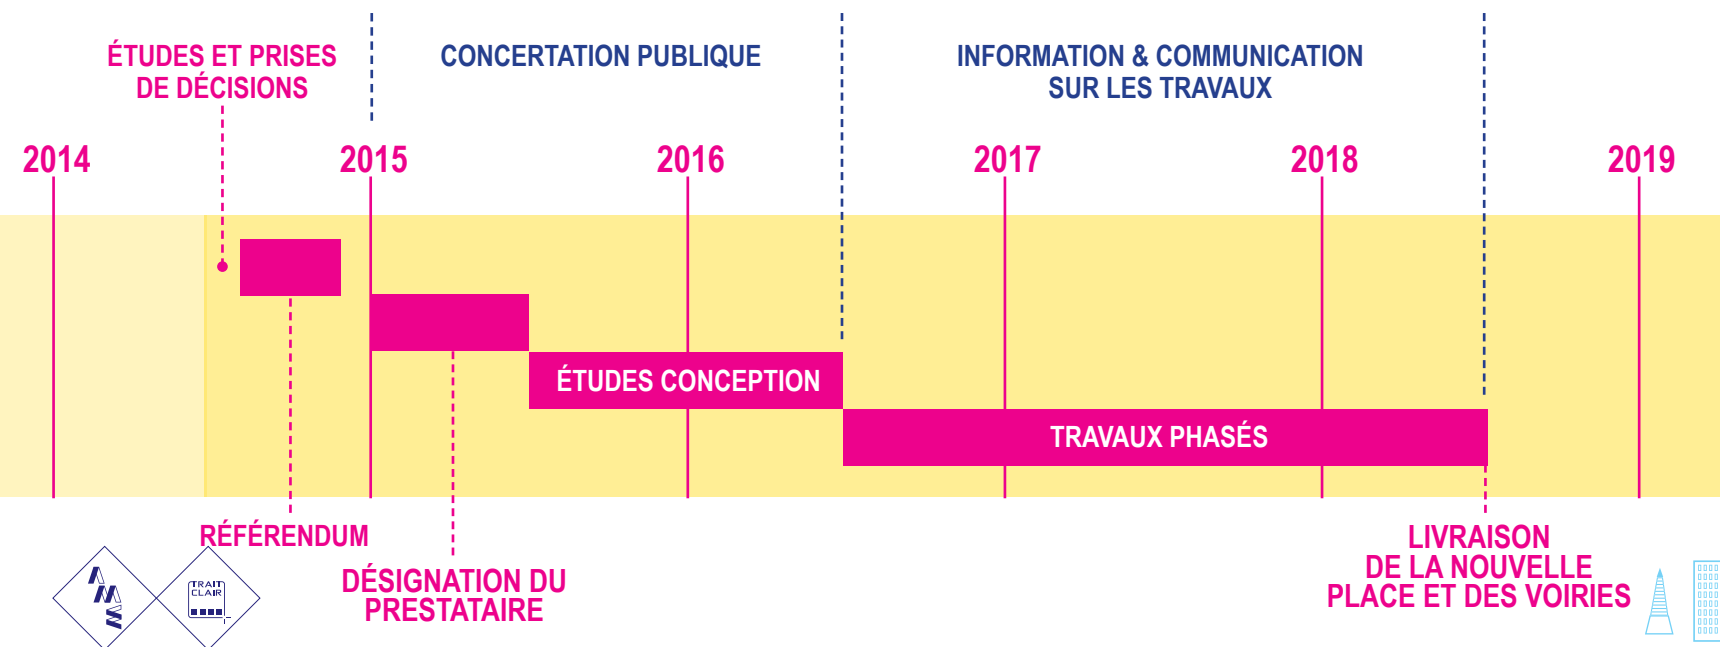 ÉTUDES ET PRISES
DE DÉCISIONS
CONCERTATION PUBLIQUE
INFORMATION & COMMUNICATION
SUR LES TRAVAUX
2014
2015
2016
2017
2018
2019
ÉTUDES CONCEPTION
TRAVAUX PHASÉS
RÉFÉRENDUM
DÉSIGNATION DU
PRESTATAIRE
LIVRAISON
DE LA NOUVELLE
PLACE ET DES VOIRIES
TRAIT
CLAIR